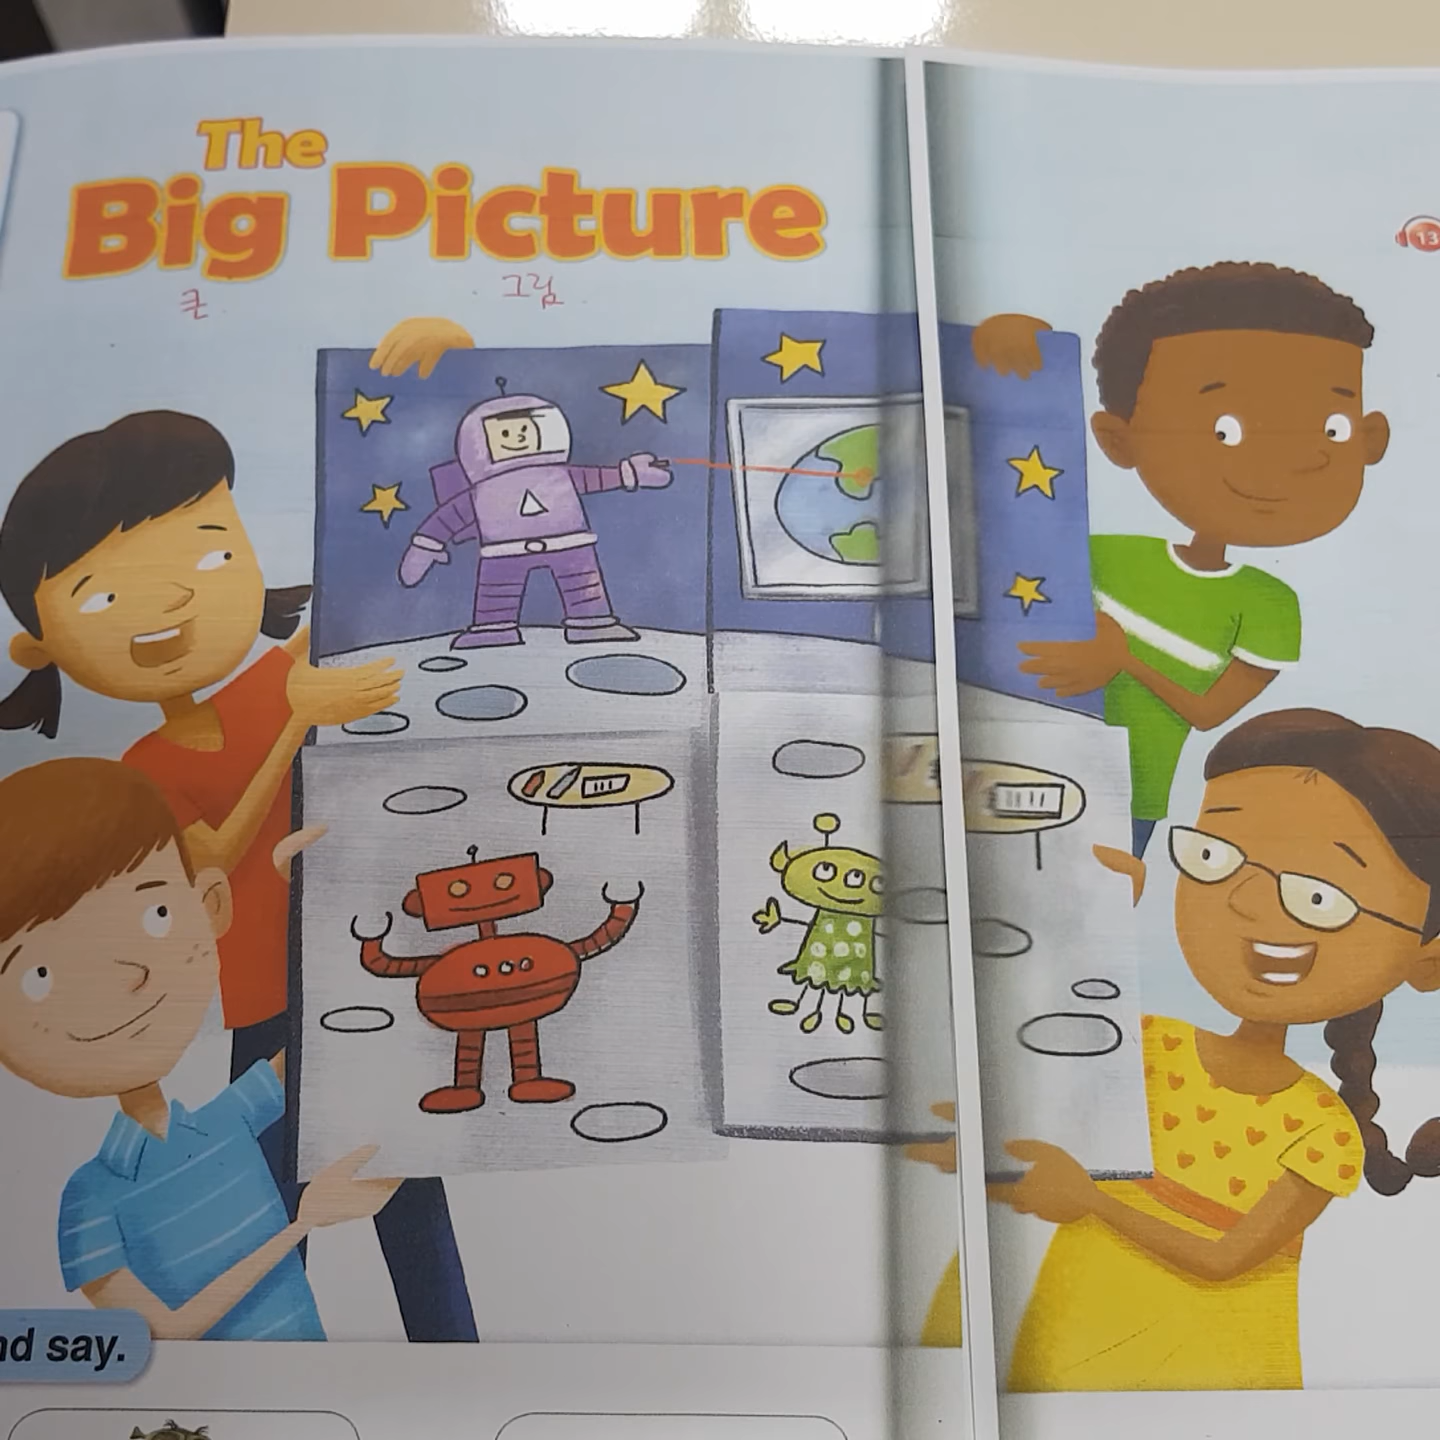 The
Big Picture
큰 그림
13
nd say.